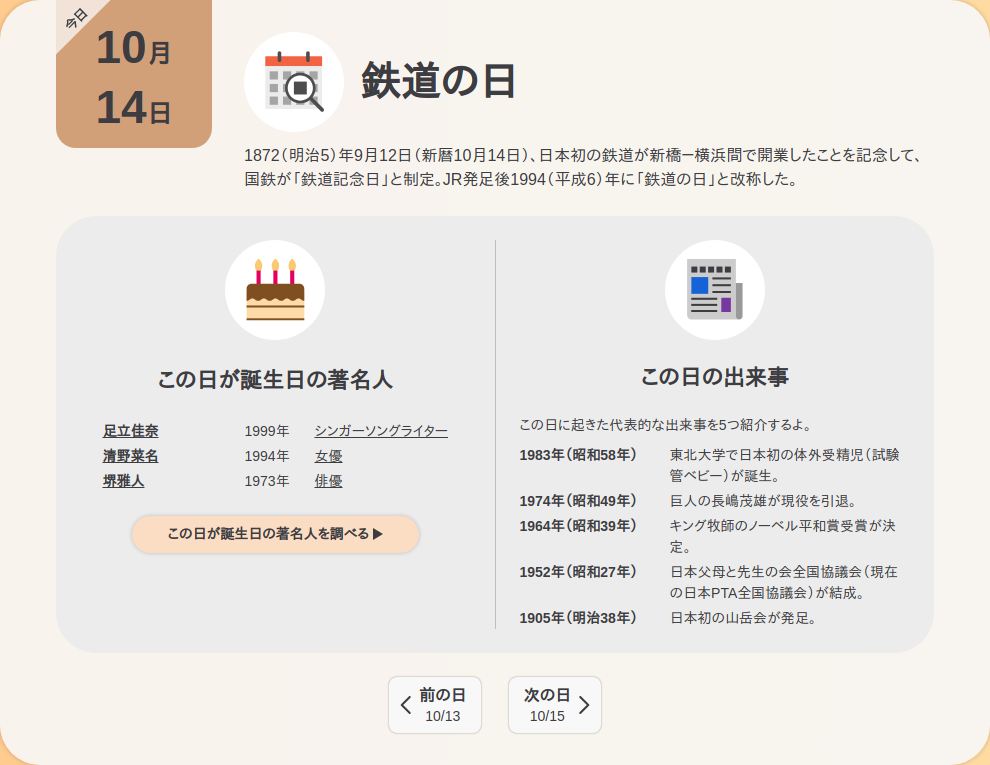 今日
10月
14日
鉄道の日
1872（明治5）年9月12日（新暦10月14日）、日本初の鉄道が新橋ー横浜間で開業したことを記念して、
国鉄が「鉄道記念日」と制定。JR発足後1994（平成6）年に「鉄道の日」と改称した。
この日が誕生日の著名人
足立佳奈 1999年 シンガーソングライター
清野菜名 1994年 女優
堺雅人 1973年 俳優
この日が誕生日の著名人を調べる▶
この日の出来事
この日に起きた代表的な出来事を5つ紹介するよ。
1983年（昭和58年） 東北大学で日本初の体外受精児（試験
管ベビー）が誕生。
1974年（昭和49年） 巨人の長嶋茂雄が現役を引退。
1964年（昭和39年） キング牧師のノーベル平和賞受賞が決
定。
1952年（昭和27年） 日本父母と先生の会全国協議会（現在
の日本PTA全国協議会）が結成。
1905年（明治38年） 日本初の山岳会が発足。
前の日
10/13
次の日
10/15